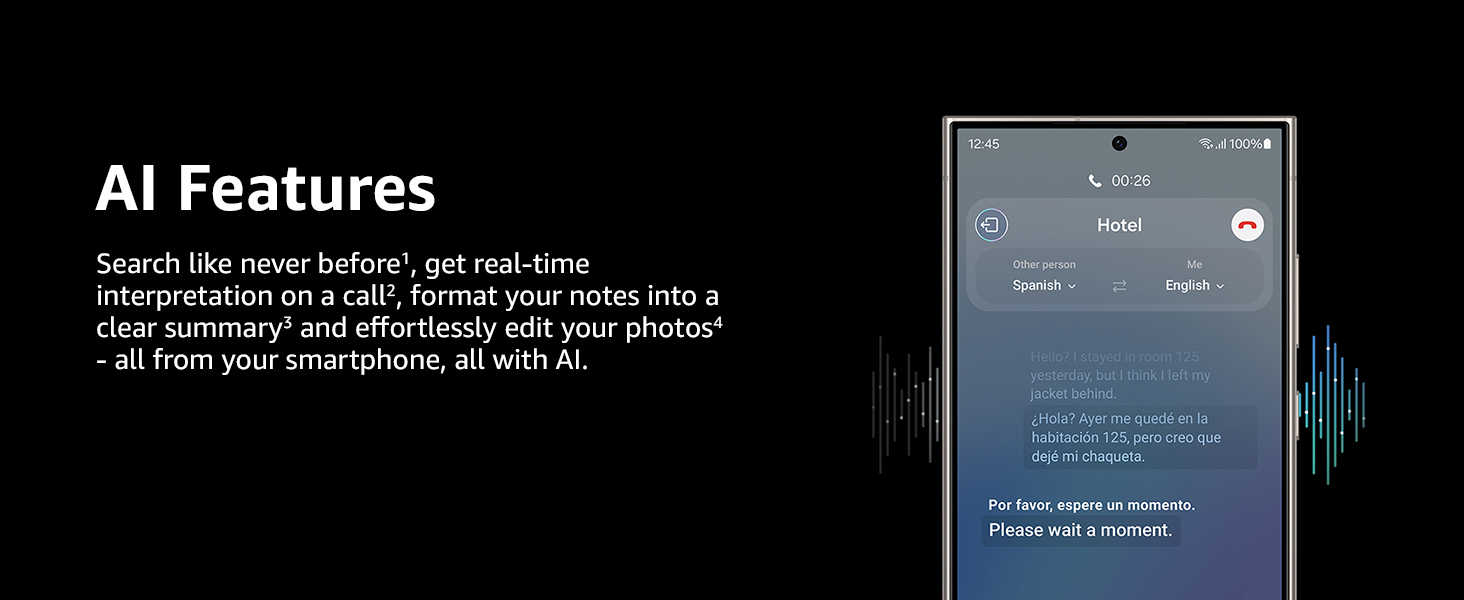 AI Features
Search like never before¹, get real-time
interpretation on a call², format your notes into a
clear summary³ and effortlessly edit your photos⁴
- all from your smartphone, all with AI.
12:45
100%
00:26
Hotel
Other person
Me
Spanish
English
Hello? I stayed in room 125
yesterday, but I think I left my
jacket behind.
¿Hola? Ayer me quedé en la
habitación 125, pero creo que
dejé mi chaqueta.
Por favor, espere un momento.
Please wait a moment.